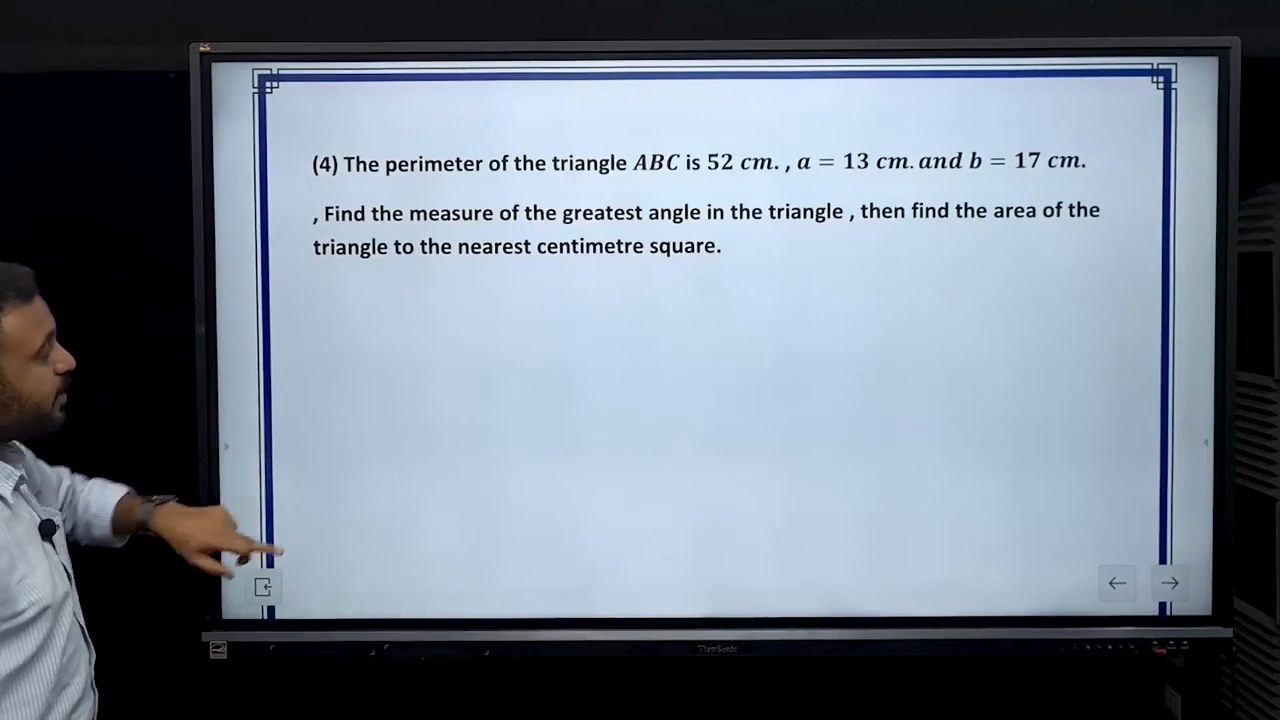 (4) The perimeter of the triangle ABC is 52 cm. , a = 13 cm. and b = 17 cm.
, Find the measure of the greatest angle in the triangle , then find the area of the
triangle to the nearest centimetre square.
ViewSonic